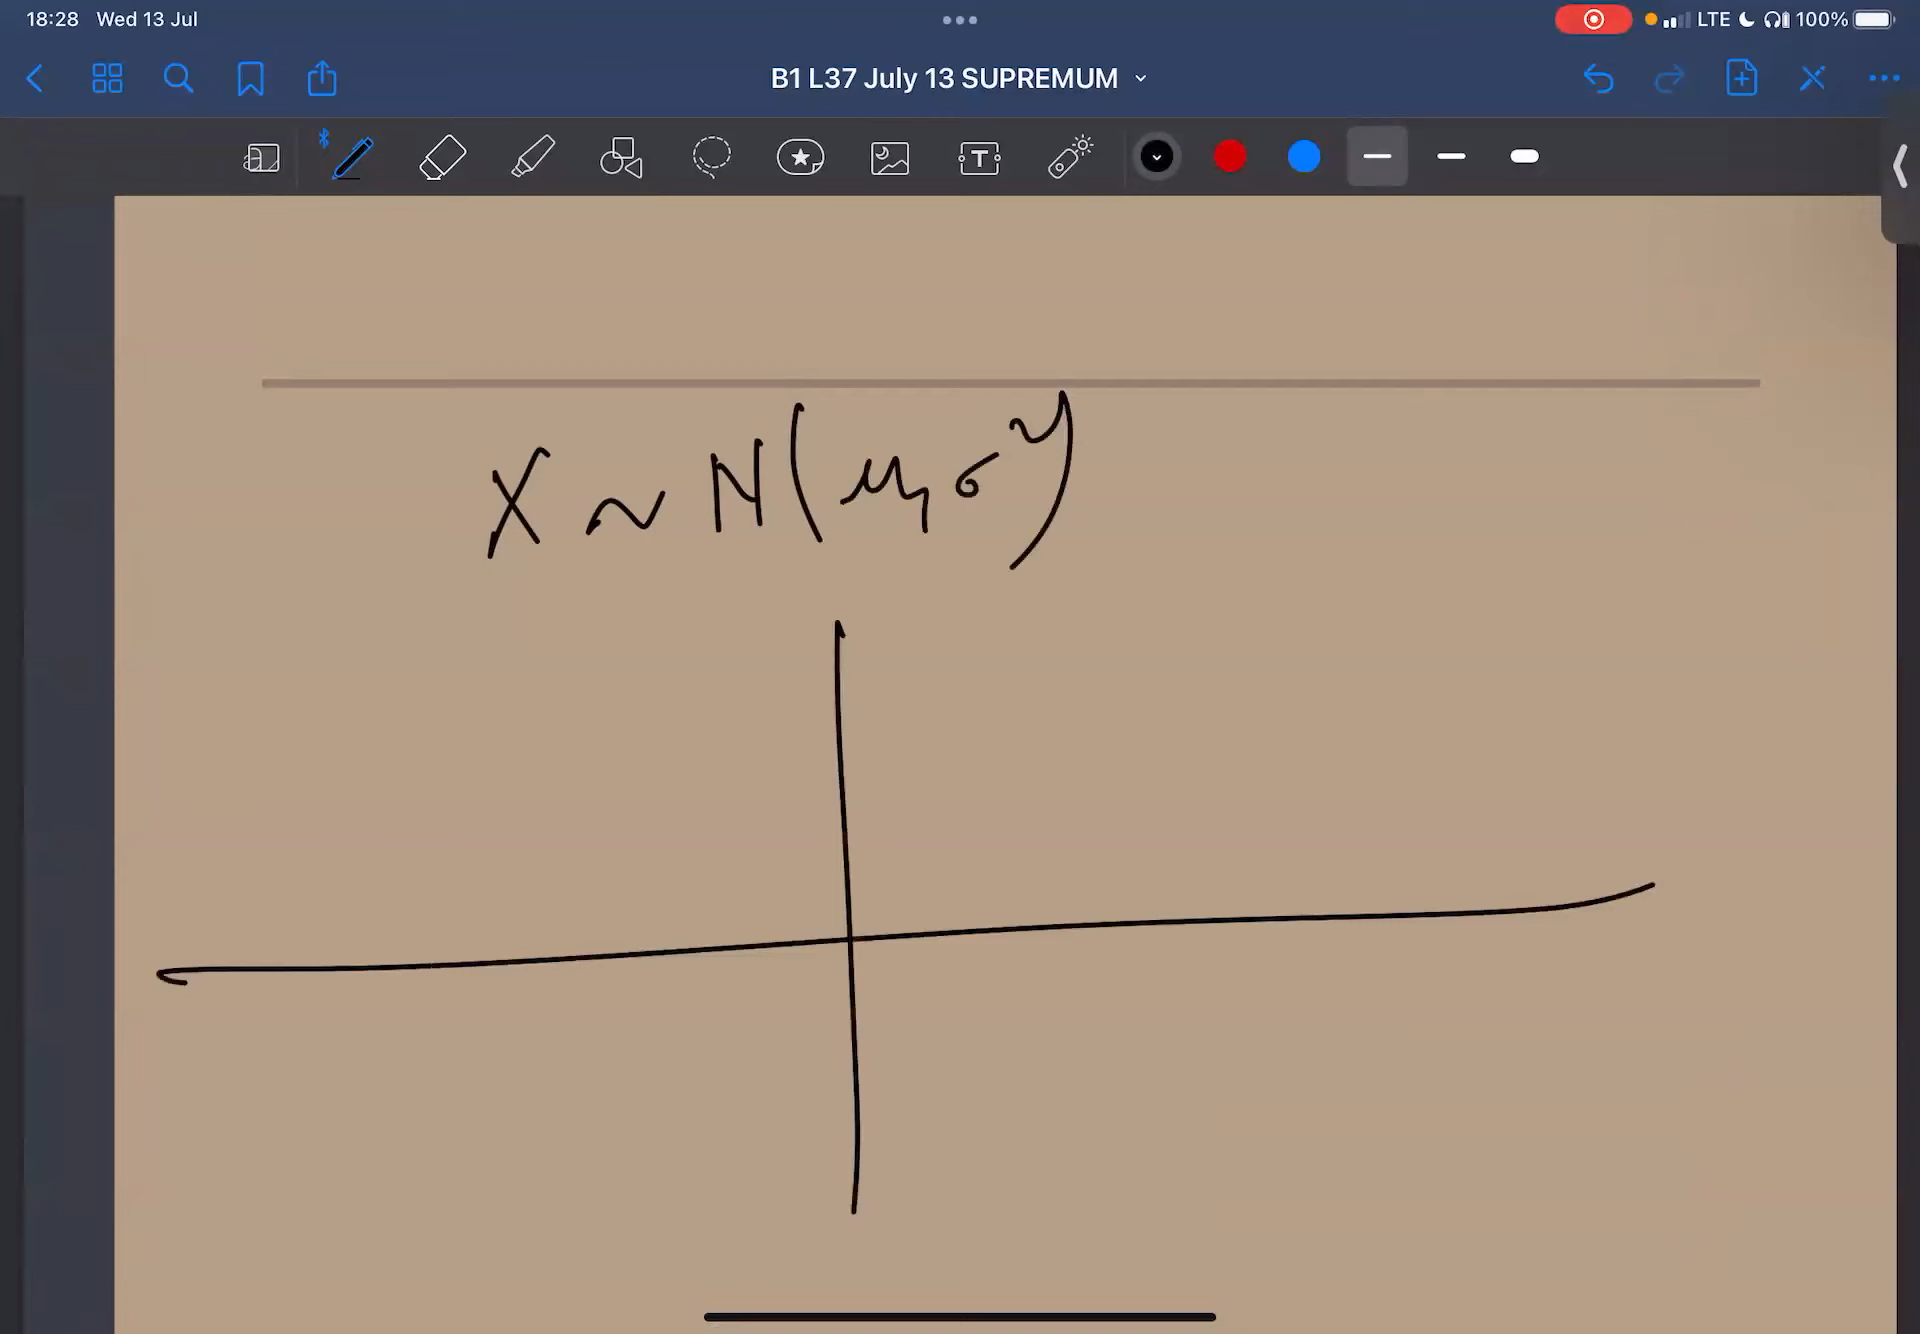 18:28 Wed 13 Jul
LTE 100%
B1 L37 July 13 SUPREMUM
X ~ N(μ, σ²)